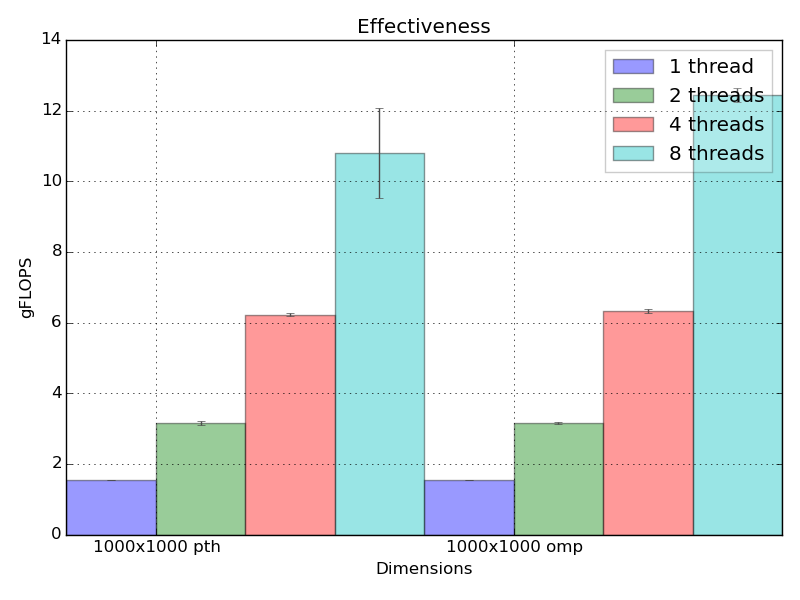 Effectiveness
14
12
10
8
6
4
2
0
gFLOPS
1 thread
2 threads
4 threads
8 threads
1000x1000 pth
1000x1000 omp
Dimensions